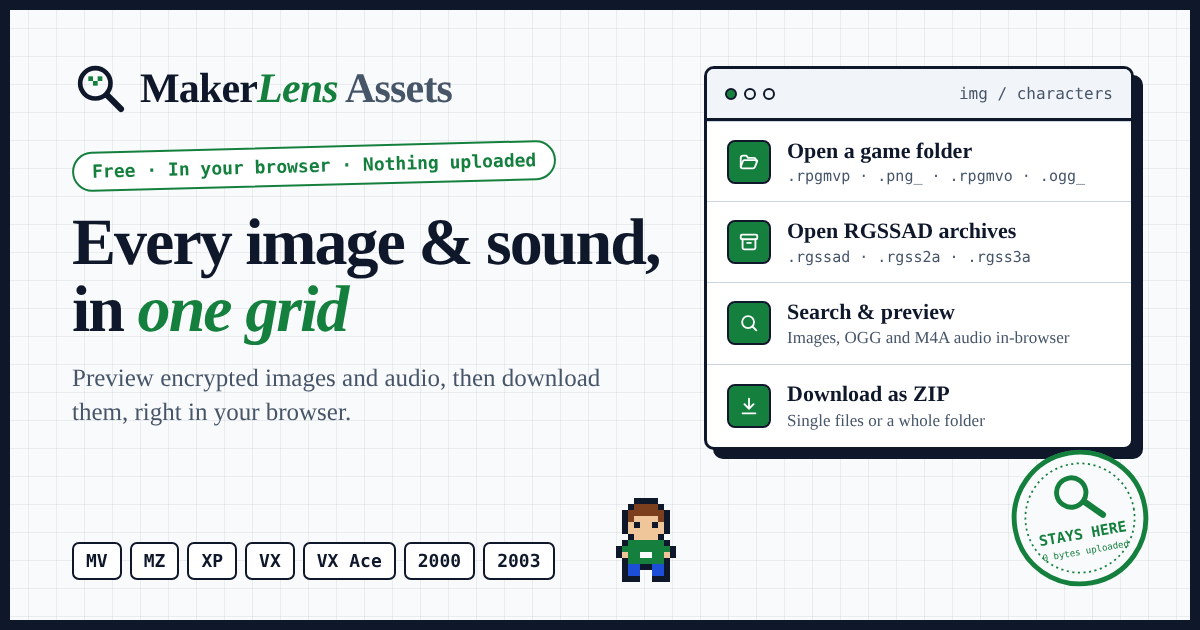 MakerLens Assets
Free · In your browser · Nothing uploaded
Every image & sound,
in one grid
Preview encrypted images and audio, then download
them, right in your browser.
MV MZ XP VX VX Ace 2000 2003
img / characters
Open a game folder
.rpgmvp · .png_ · .rpgmvo · .ogg_
Open RGSSAD archives
.rgssad · .rgss2a · .rgss3a
Search & preview
Images, OGG and M4A audio in-browser
Download as ZIP
Single files or a whole folder
STAYS HERE
0 bytes uploaded